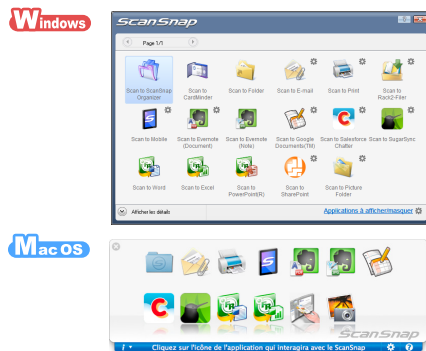 Windows
ScanSnap
Page 1/1
Scan to ScanSnap Organizer
Scan to CardMinder
Scan to Folder
Scan to E-mail
Scan to Print
Scan to Rack2-Filer
Scan to Mobile
Scan to Evernote (Document)
Scan to Evernote (Note)
Scan to Google Documents(TM)
Scan to Salesforce Chatter
Scan to SugarSync
Scan to Word
Scan to Excel
Scan to PowerPoint(R)
Scan to SharePoint
Scan to Picture Folder
Afficher les détails
Applications à afficher/masquer
Mac OS
ScanSnap
Cliquez sur l'icône de l'application qui interagira avec le ScanSnap